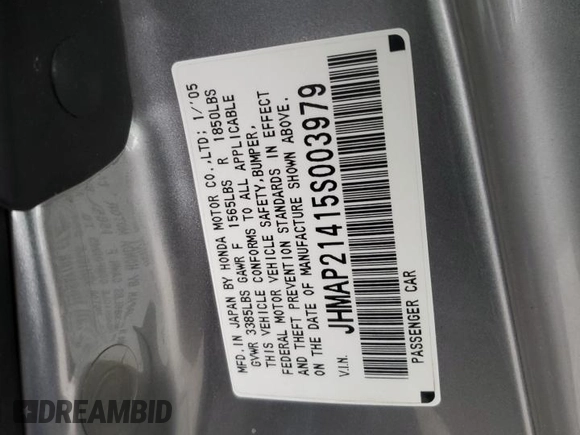 MFD.IN JAPAN BY HONDA MOTOR CO.,LTD; 1/'05
GVWR 3385LBS GAWR F 1565LBS R 1850LBS
THIS VEHICLE CONFORMS TO ALL APPLICABLE
FEDERAL MOTOR VEHICLE SAFETY,BUMPER,
AND THEFT PREVENTION STANDARDS IN EFFECT
ON THE DATE OF MANUFACTURE SHOWN ABOVE.
V.I.N. JHMAP21415S003979
PASSENGER CAR
DREAMBID